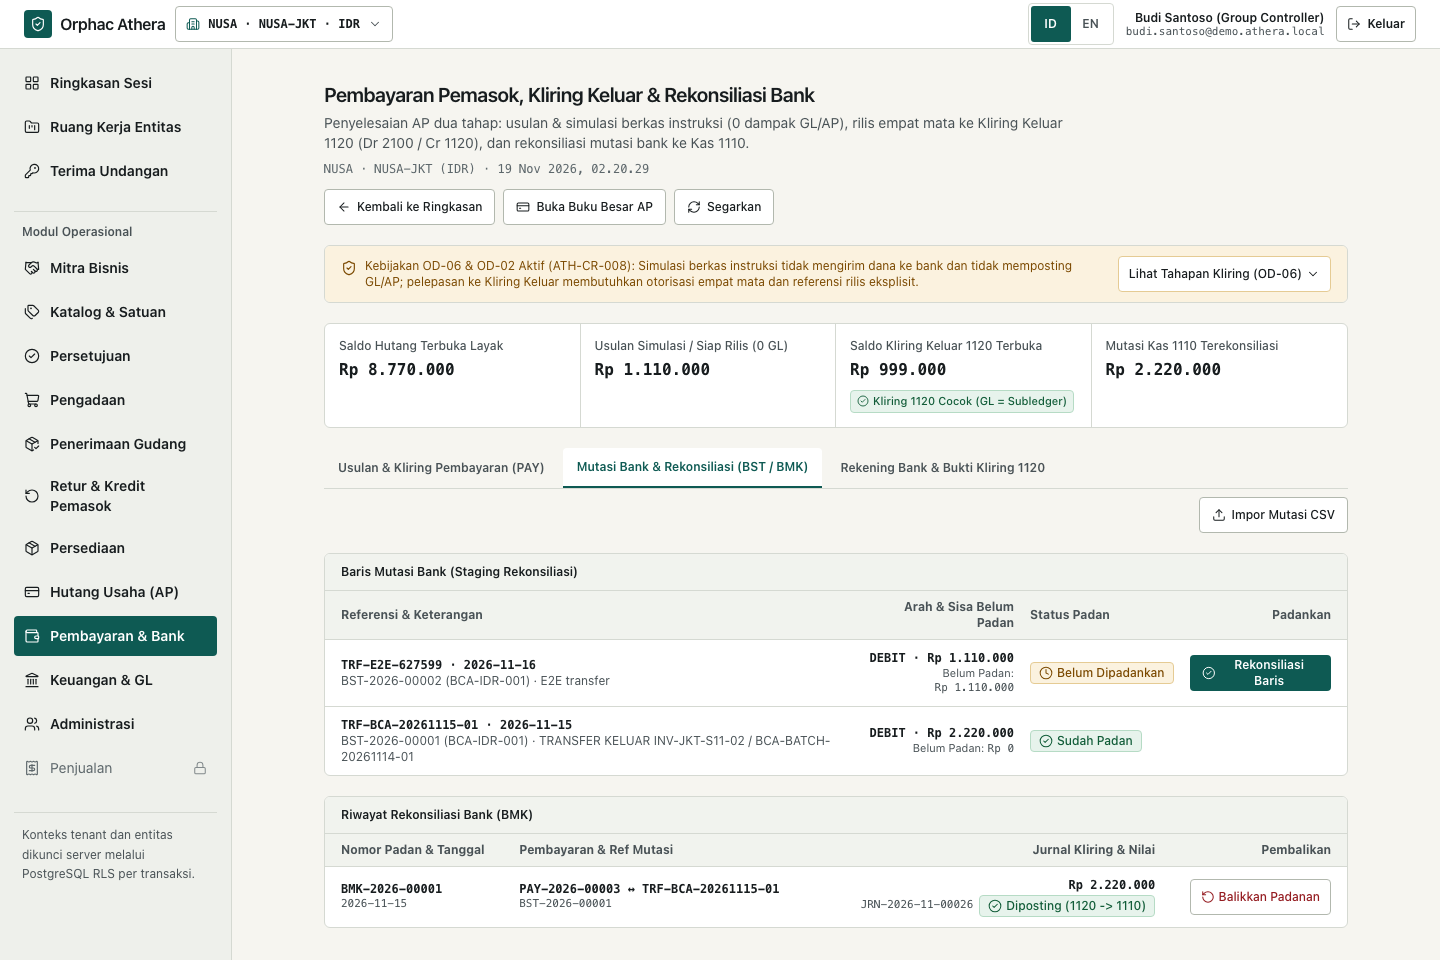 Orphac Athera
NUSA · NUSA-JKT · IDR
ID
EN
Budi Santoso (Group Controller)
budi.santoso@demo.athera.local
Keluar
Ringkasan Sesi
Ruang Kerja Entitas
Terima Undangan
Modul Operasional
Mitra Bisnis
Katalog & Satuan
Persetujuan
Pengadaan
Penerimaan Gudang
Retur & Kredit
Pemasok
Persediaan
Hutang Usaha (AP)
Pembayaran & Bank
Keuangan & GL
Administrasi
Penjualan
Konteks tenant dan entitas
dikunci server melalui
PostgreSQL RLS per transaksi.
Pembayaran Pemasok, Kliring Keluar & Rekonsiliasi Bank
Penyelesaian AP dua tahap: usulan & simulasi berkas instruksi (0 dampak GL/AP), rilis empat mata ke Kliring Keluar
1120 (Dr 2100 / Cr 1120), dan rekonsiliasi mutasi bank ke Kas 1110.
NUSA · NUSA-JKT (IDR) · 19 Nov 2026, 02.20.29
Kembali ke Ringkasan
Buka Buku Besar AP
Segarkan
Kebijakan OD-06 & OD-02 Aktif (ATH-CR-008): Simulasi berkas instruksi tidak mengirim dana ke bank dan tidak memposting
GL/AP; pelepasan ke Kliring Keluar membutuhkan otorisasi empat mata dan referensi rilis eksplisit.
Lihat Tahapan Kliring (OD-06)
Saldo Hutang Terbuka Layak
Rp 8.770.000
Usulan Simulasi / Siap Rilis (0 GL)
Rp 1.110.000
Saldo Kliring Keluar 1120 Terbuka
Rp 999.000
Kliring 1120 Cocok (GL = Subledger)
Mutasi Kas 1110 Terekonsiliasi
Rp 2.220.000
Usulan & Kliring Pembayaran (PAY)
Mutasi Bank & Rekonsiliasi (BST / BMK)
Rekening Bank & Bukti Kliring 1120
Impor Mutasi CSV
Baris Mutasi Bank (Staging Rekonsiliasi)
Referensi & Keterangan
Arah & Sisa Belum
Padan
Status Padan
Padankan
TRF-E2E-627599 · 2026-11-16
BST-2026-00002 (BCA-IDR-001) · E2E transfer
DEBIT · Rp 1.110.000
Belum Padan:
Rp 1.110.000
Belum Dipadankan
Rekonsiliasi
Baris
TRF-BCA-20261115-01 · 2026-11-15
BST-2026-00001 (BCA-IDR-001) · TRANSFER KELUAR INV-JKT-S11-02 / BCA-BATCH-
20261114-01
DEBIT · Rp 2.220.000
Belum Padan: Rp 0
Sudah Padan
Riwayat Rekonsiliasi Bank (BMK)
Nomor Padan & Tanggal
Pembayaran & Ref Mutasi
Jurnal Kliring & Nilai
Pembalikan
BMK-2026-00001
2026-11-15
PAY-2026-00003 ↔ TRF-BCA-20261115-01
BST-2026-00001
Rp 2.220.000
JRN-2026-11-00026
Diposting (1120 -> 1110)
Balikkan Padanan